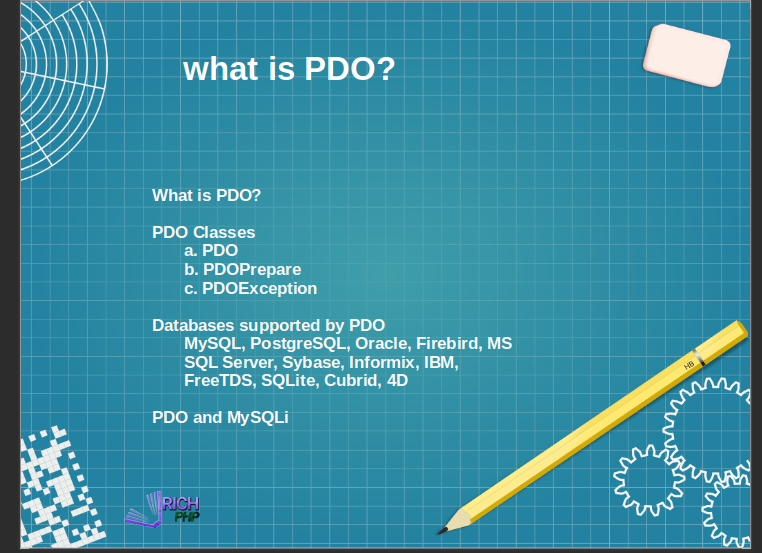 what is PDO?
What is PDO?
PDO Classes
a. PDO
b. PDOPrepare
c. PDOException
Databases supported by PDO
MySQL, PostgreSQL, Oracle, Firebird, MS
SQL Server, Sybase, Informix, IBM,
FreeTDS, SQLite, Cubrid, 4D
PDO and MySQLi
HB
RICH
PHP